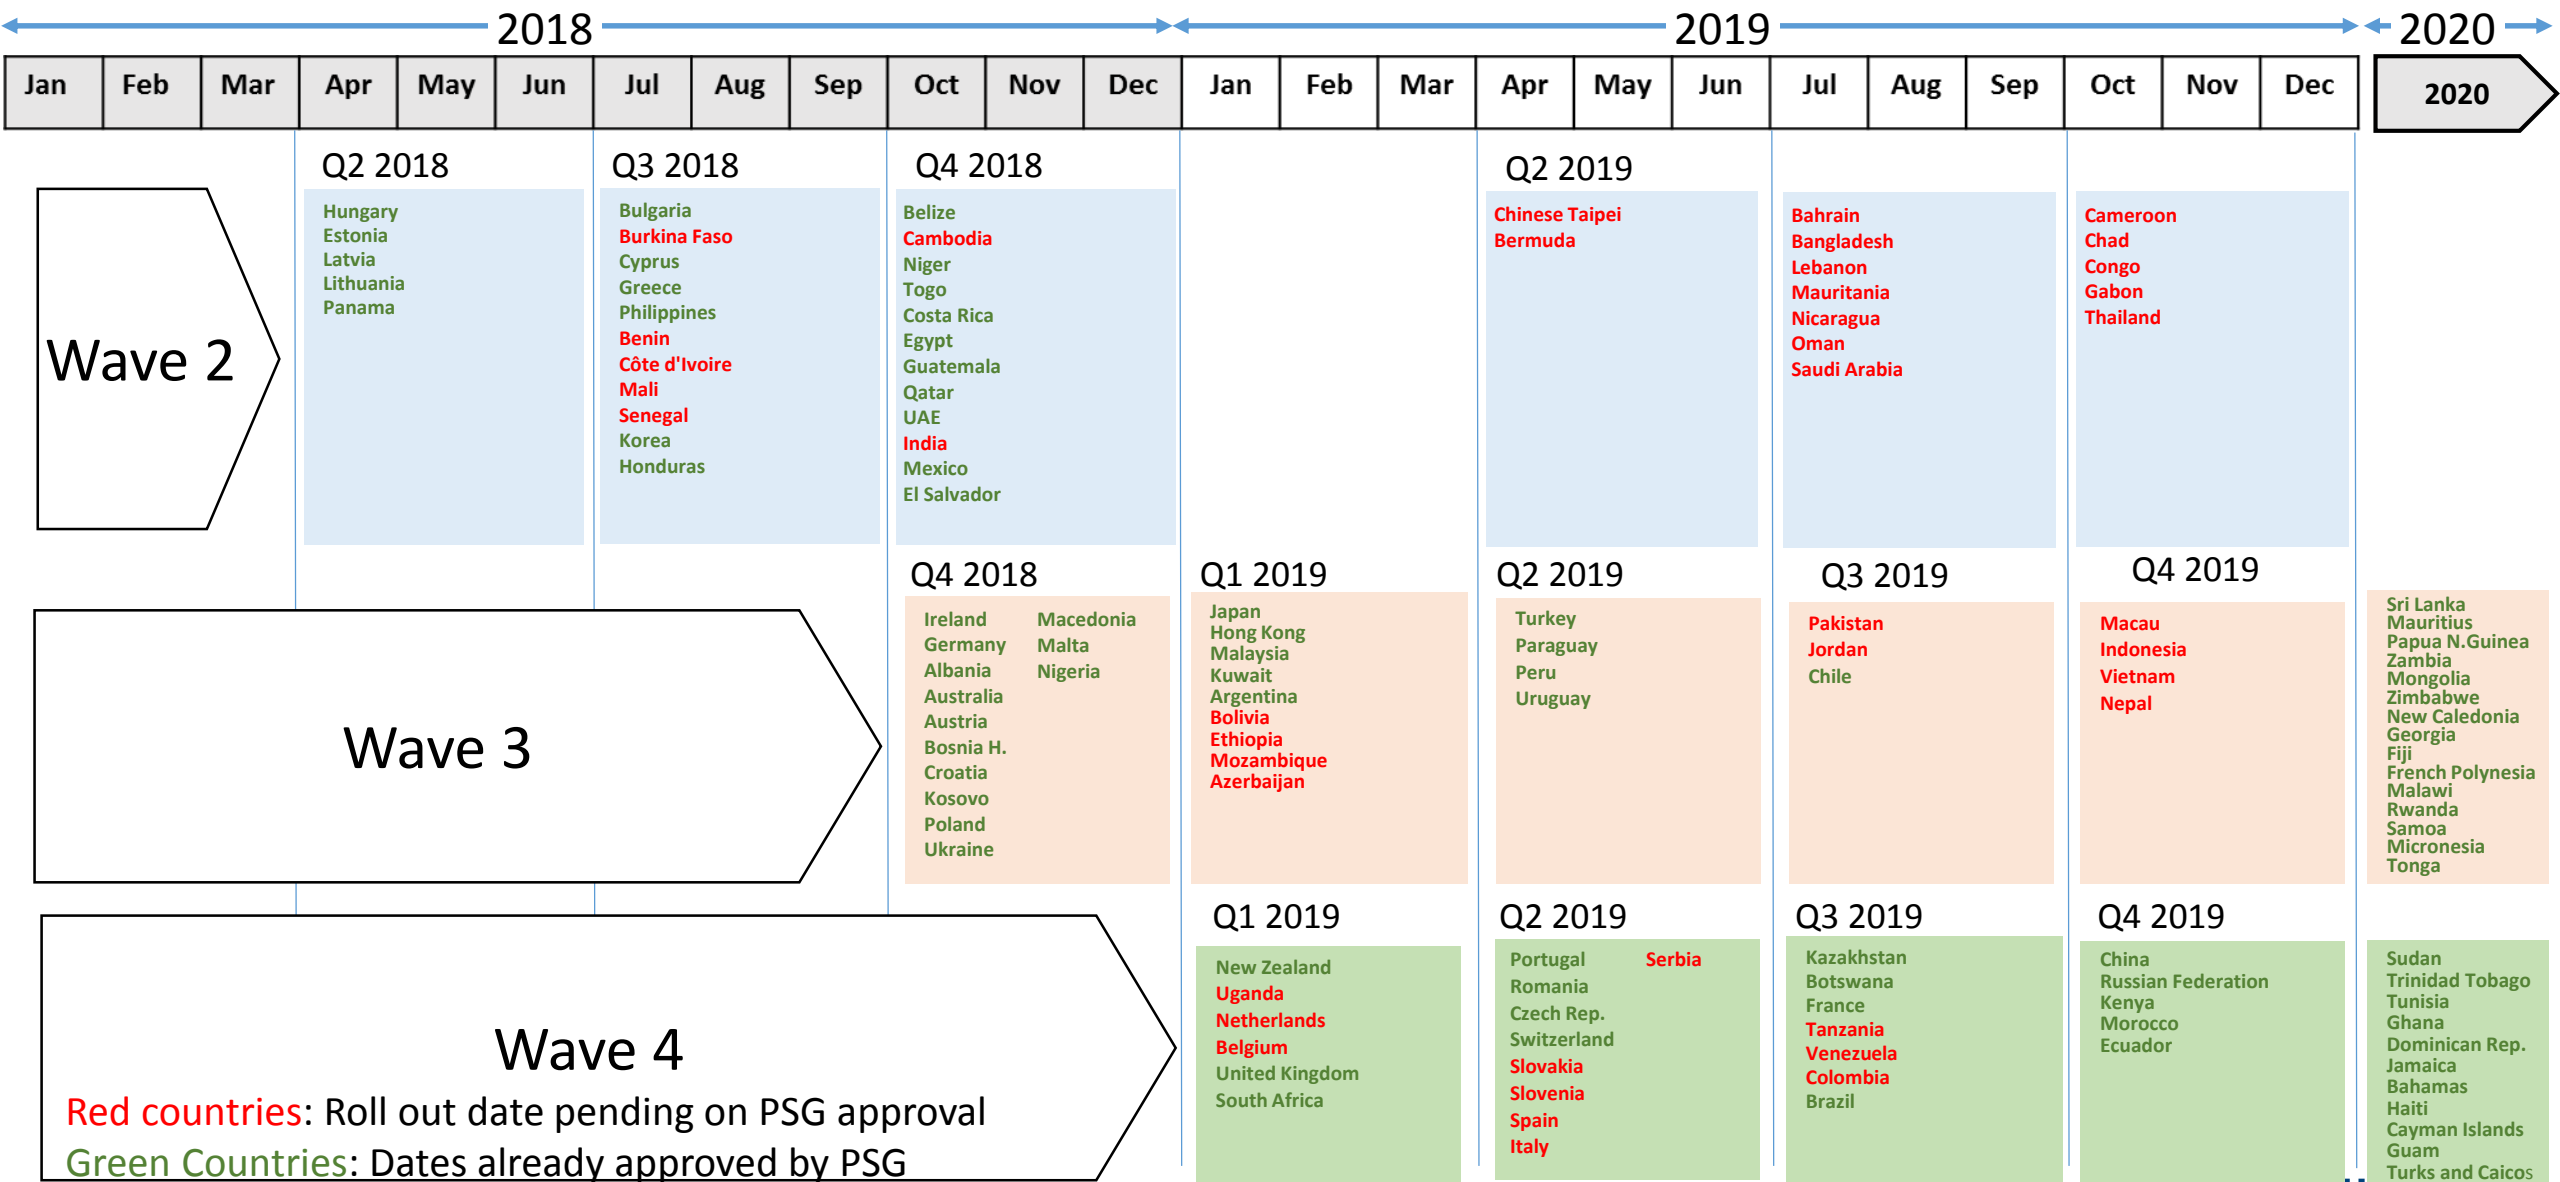 2018
2019
2020
Jan Feb Mar Apr May Jun Jul Aug Sep Oct Nov Dec Jan Feb Mar Apr May Jun Jul Aug Sep Oct Nov Dec 2020
Wave 2
Q2 2018
Hungary
Estonia
Latvia
Lithuania
Panama
Q3 2018
Bulgaria
Burkina Faso
Cyprus
Greece
Philippines
Benin
Côte d'Ivoire
Mali
Senegal
Korea
Honduras
Q4 2018
Belize
Cambodia
Niger
Togo
Costa Rica
Egypt
Guatemala
Qatar
UAE
India
Mexico
El Salvador
Q2 2019
Chinese Taipei
Bermuda
Bahrain
Bangladesh
Lebanon
Mauritania
Nicaragua
Oman
Saudi Arabia
Cameroon
Chad
Congo
Gabon
Thailand
Wave 3
Q4 2018
Ireland
Germany
Albania
Australia
Austria
Bosnia H.
Croatia
Kosovo
Poland
Ukraine
Macedonia
Malta
Nigeria
Q1 2019
Japan
Hong Kong
Malaysia
Kuwait
Argentina
Bolivia
Ethiopia
Mozambique
Azerbaijan
Q2 2019
Turkey
Paraguay
Peru
Uruguay
Q3 2019
Pakistan
Jordan
Chile
Q4 2019
Macau
Indonesia
Vietnam
Nepal
Sri Lanka
Mauritius
Papua N.Guinea
Zambia
Mongolia
Zimbabwe
New Caledonia
Georgia
Fiji
French Polynesia
Malawi
Rwanda
Samoa
Micronesia
Tonga
Wave 4
Red countries: Roll out date pending on PSG approval
Green Countries: Dates already approved by PSG
Q1 2019
New Zealand
Uganda
Netherlands
Belgium
United Kingdom
South Africa
Q2 2019
Portugal
Romania
Czech Rep.
Switzerland
Slovakia
Slovenia
Spain
Italy
Serbia
Q3 2019
Kazakhstan
Botswana
France
Tanzania
Venezuela
Colombia
Brazil
Q4 2019
China
Russian Federation
Kenya
Morocco
Ecuador
Sudan
Trinidad Tobago
Tunisia
Ghana
Dominican Rep.
Jamaica
Bahamas
Haiti
Cayman Islands
Guam
Turks and Caicos